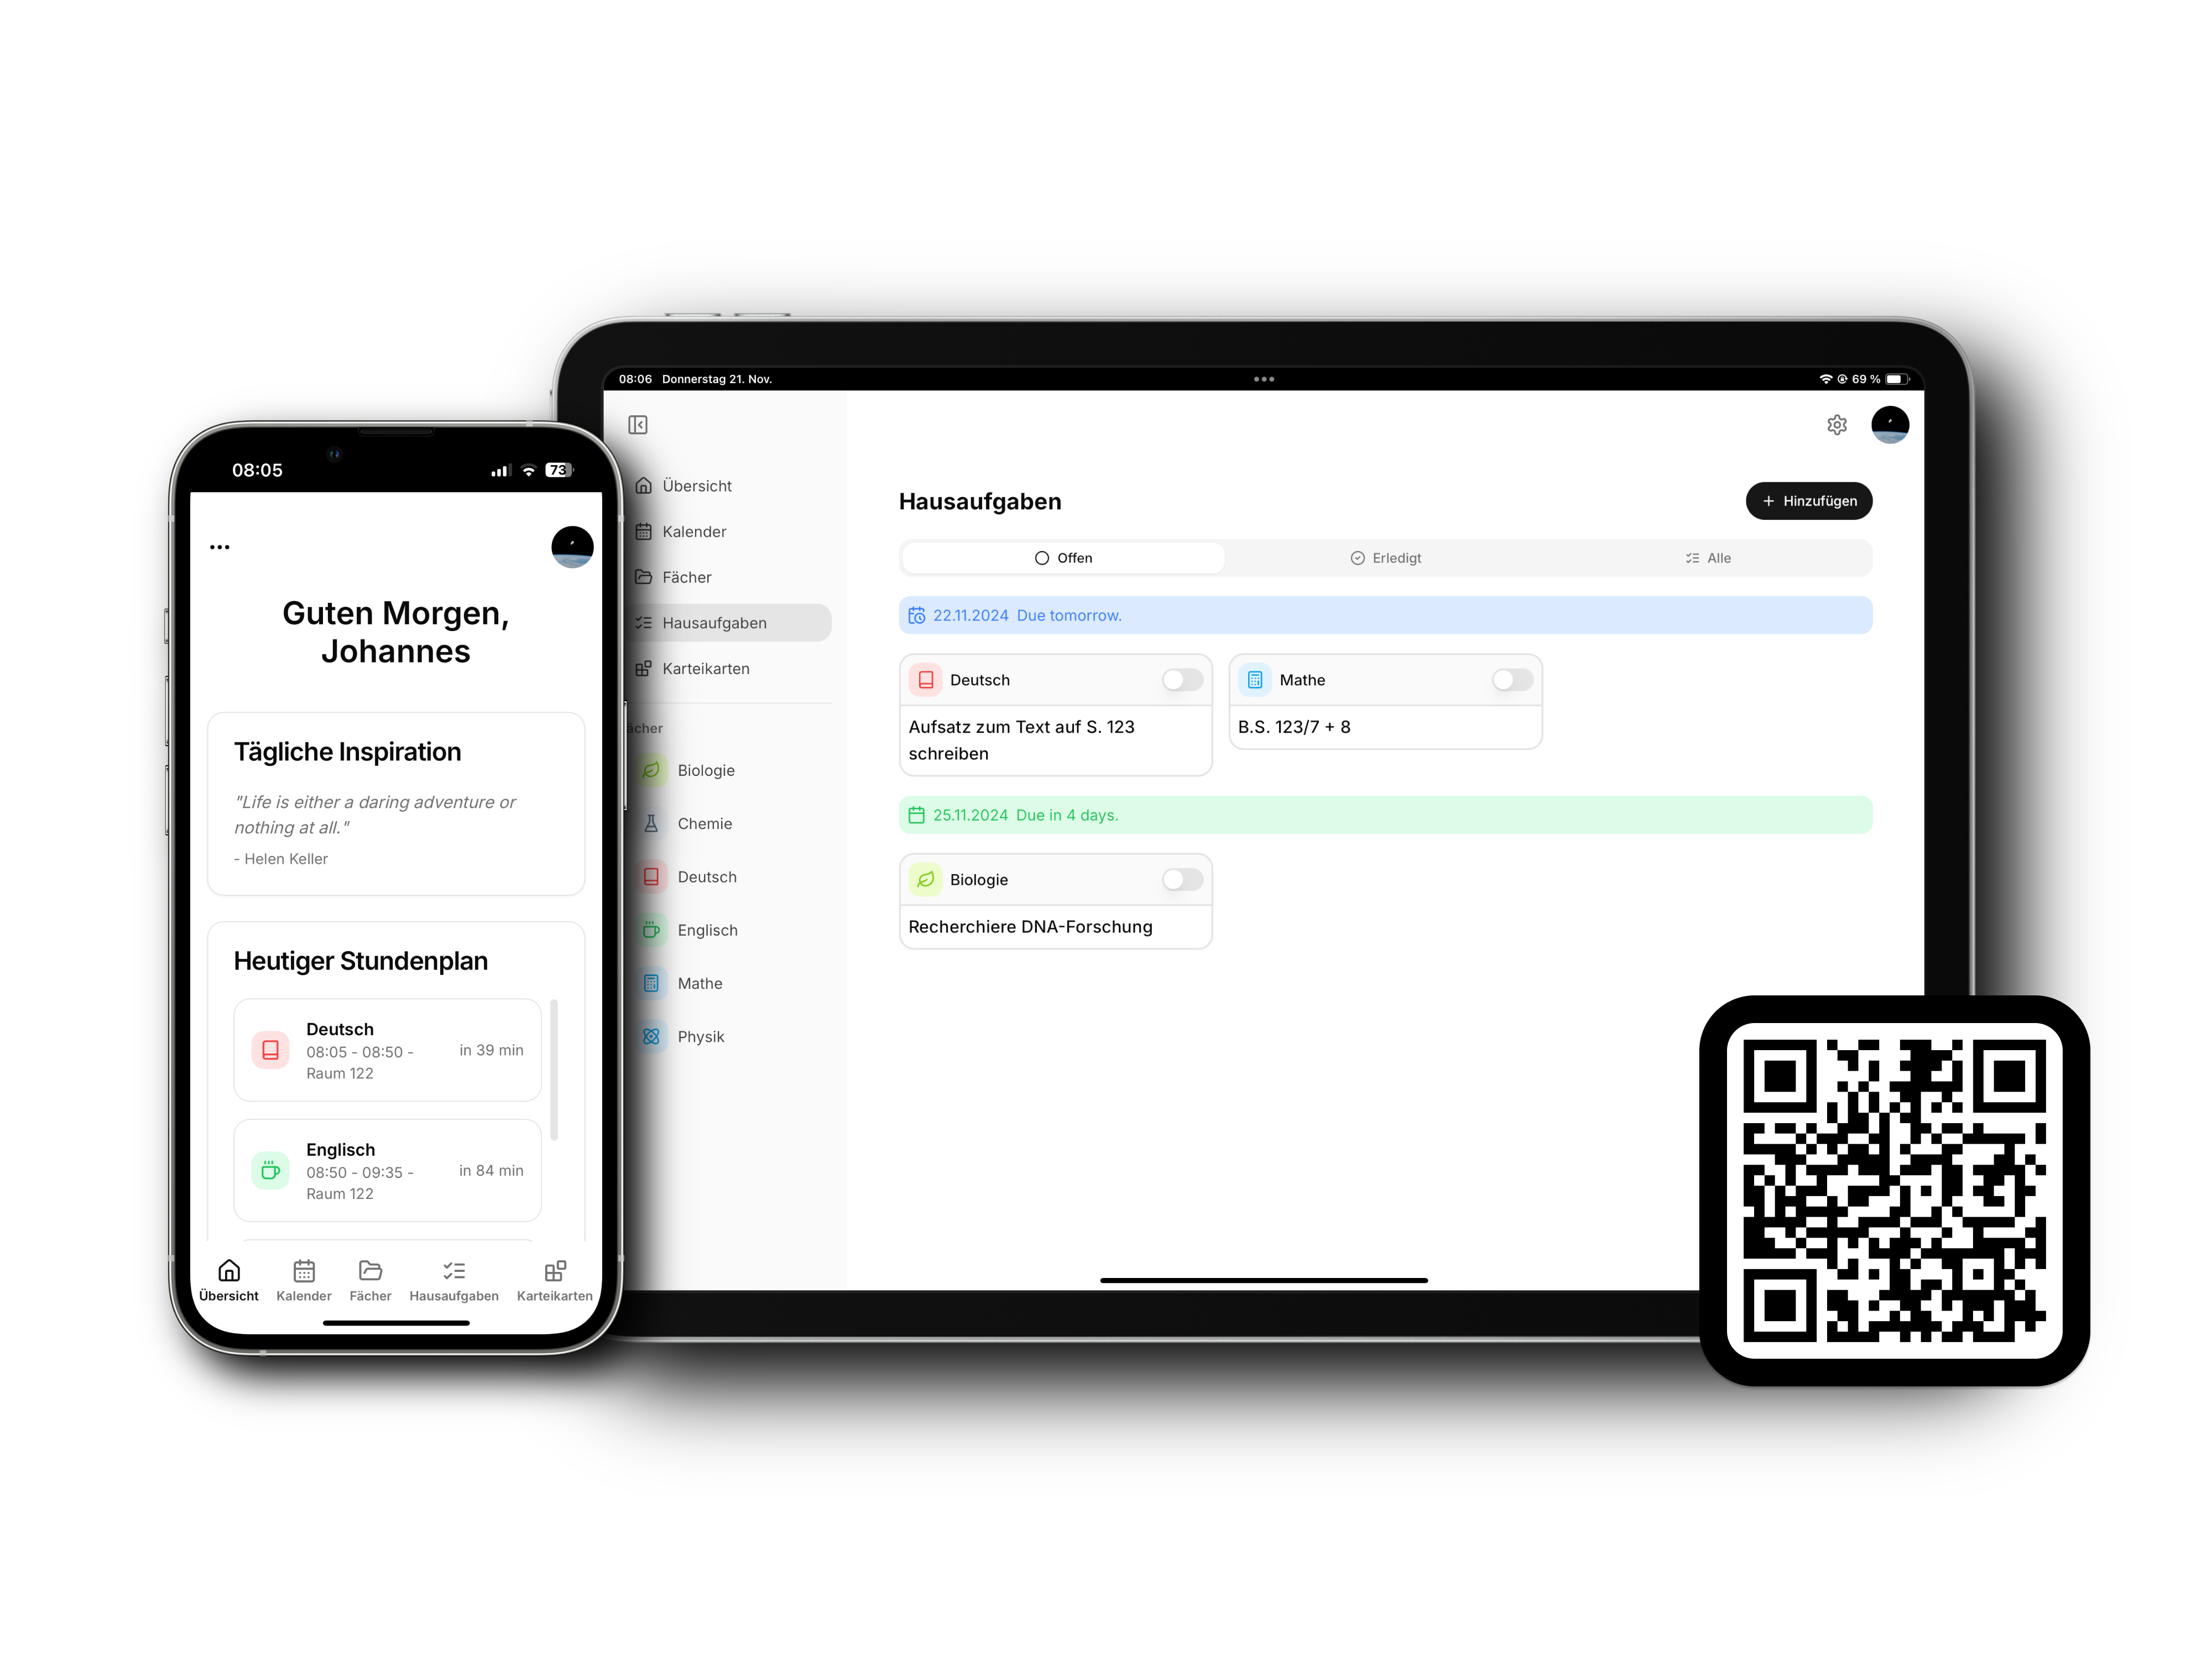 08:05
73
Guten Morgen,
Johannes
Tägliche Inspiration
"Life is either a daring adventure or
nothing at all."
- Helen Keller
Heutiger Stundenplan
Deutsch
08:05 - 08:50 -
Raum 122
in 39 min
Englisch
08:50 - 09:35 -
Raum 122
in 84 min
Übersicht
Kalender
Fächer
Hausaufgaben
Karteikarten
08:06 Donnerstag 21. Nov.
69 %
Übersicht
Kalender
Fächer
Hausaufgaben
Karteikarten
ächer
Biologie
Chemie
Deutsch
Englisch
Mathe
Physik
Hausaufgaben
+ Hinzufügen
Offen
Erledigt
Alle
22.11.2024 Due tomorrow.
Deutsch
Aufsatz zum Text auf S. 123
schreiben
Mathe
B.S. 123/7 + 8
25.11.2024 Due in 4 days.
Biologie
Recherchiere DNA-Forschung